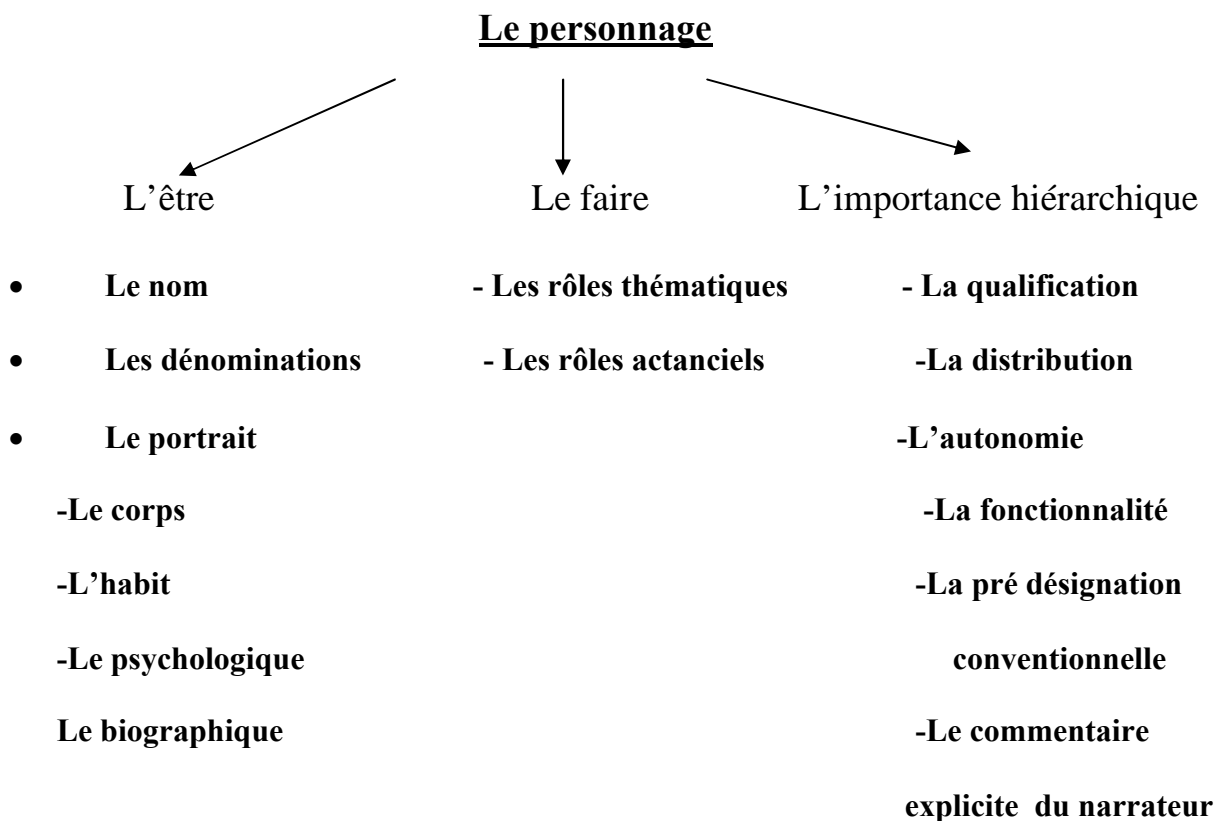 Le personnage
L’être Le faire L’importance hiérarchique
• Le nom - Les rôles thématiques - La qualification
• Les dénominations - Les rôles actanciels -La distribution
• Le portrait -L’autonomie
-Le corps -La fonctionnalité
-L’habit -La pré désignation
-Le psychologique conventionnelle
Le biographique -Le commentaire
explicite du narrateur